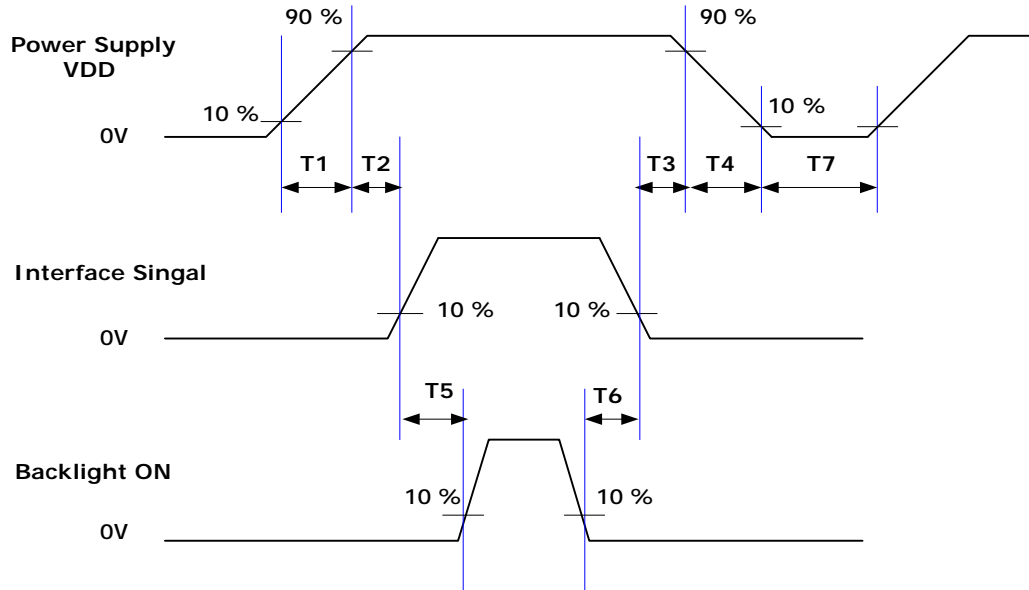 90 %
90 %
Power Supply
VDD
10 %
10 %
0V
T1
T2
T3
T4
T7
Interface Singal
10 %
10 %
0V
T5
T6
Backlight ON
10 %
10 %
0V